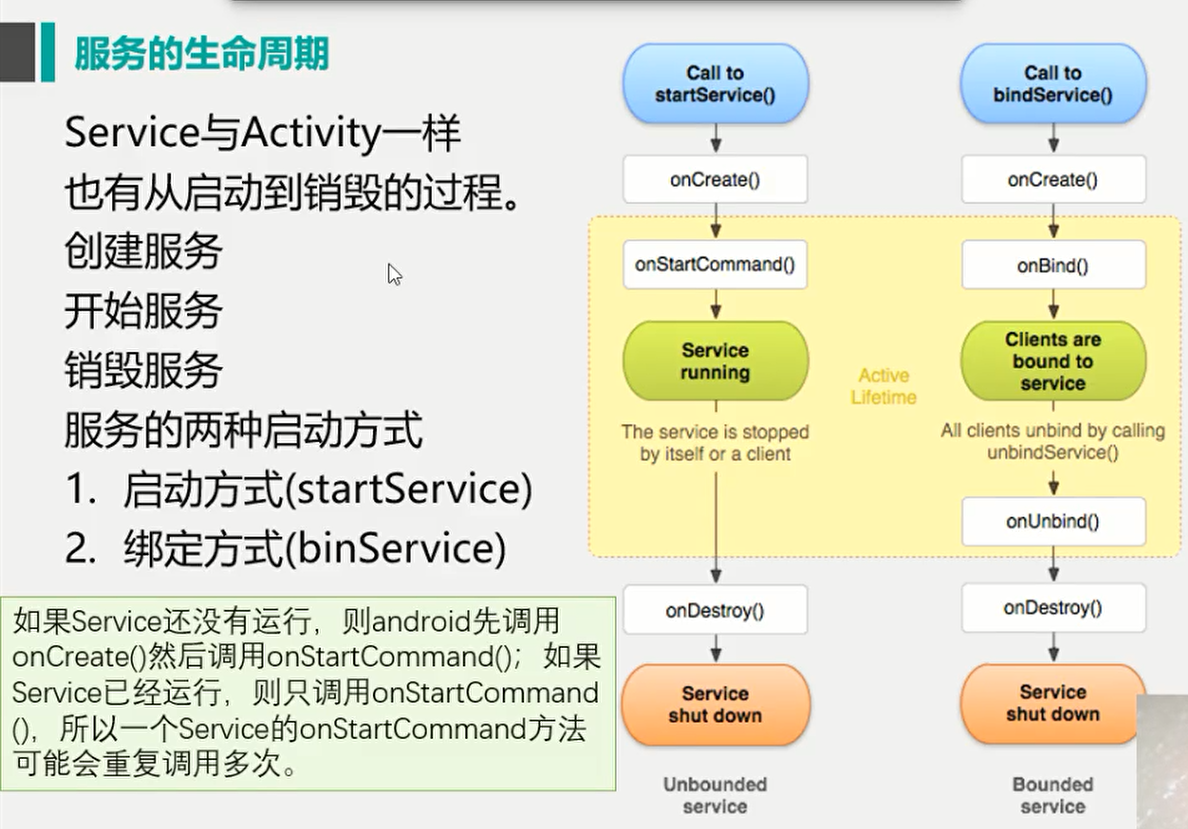 服务的生命周期
Service与Activity一样
也有从启动到销毁的过程。
创建服务
开始服务
销毁服务
服务的两种启动方式
1. 启动方式(startService)
2. 绑定方式(binService)
如果Service还没有运行，则android先调用
onCreate()然后调用onStartCommand()；如果
Service已经运行，则只调用onStartCommand
()，所以一个Service的onStartCommand方法
可能会重复调用多次。
Call to
startService()
onCreate()
onStartCommand()
Service
running
The service is stopped
by itself or a client
onDestroy()
Service
shut down
Unbounded
service
Active
Lifetime
Call to
bindService()
onCreate()
onBind()
Clients are
bound to
service
All clients unbind by calling
unbindService()
onUnbind()
onDestroy()
Service
shut down
Bounded
service